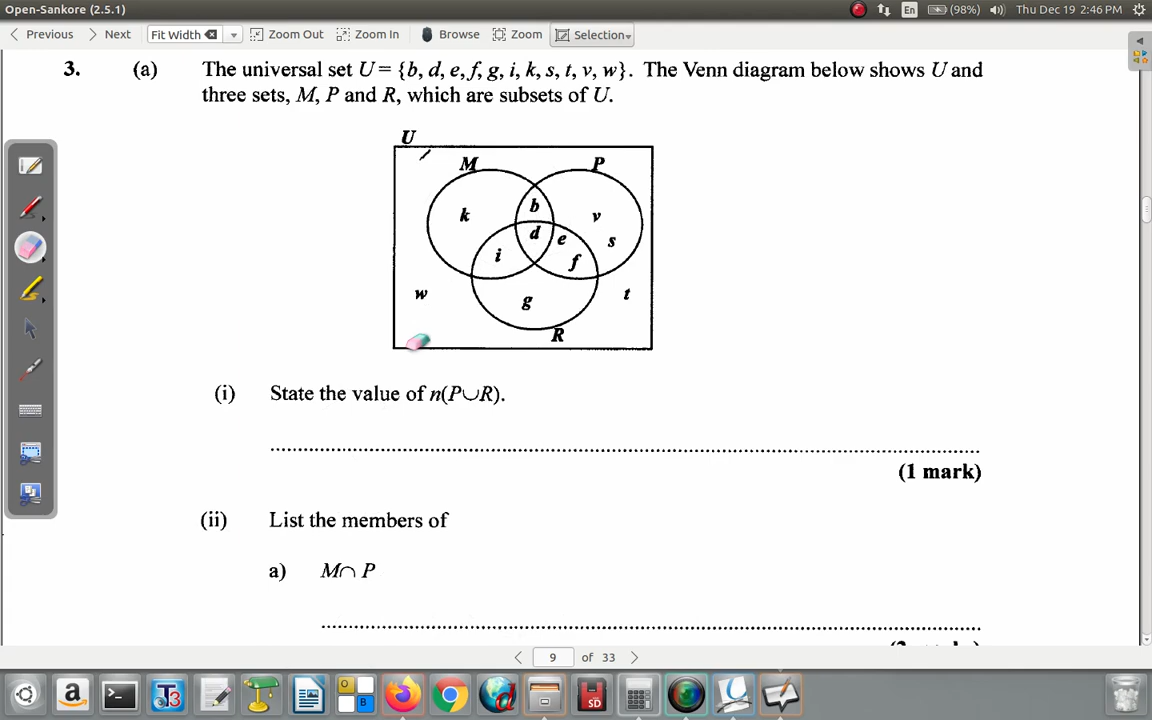 Open-Sankore (2.5.1)
En (98%) Thu Dec 19 2:46 PM
Previous Next Fit Width Zoom Out Zoom In Browse Zoom Selection
3. (a) The universal set U = {b, d, e, f, g, i, k, s, t, v, w}. The Venn diagram below shows U and
three sets, M, P and R, which are subsets of U.
U
M P
k b v
d e s
i f
w g t
R
(i) State the value of n(P∪R).
(1 mark)
(ii) List the members of
a) M∩ P
9 of 33
a T3 O W B SD